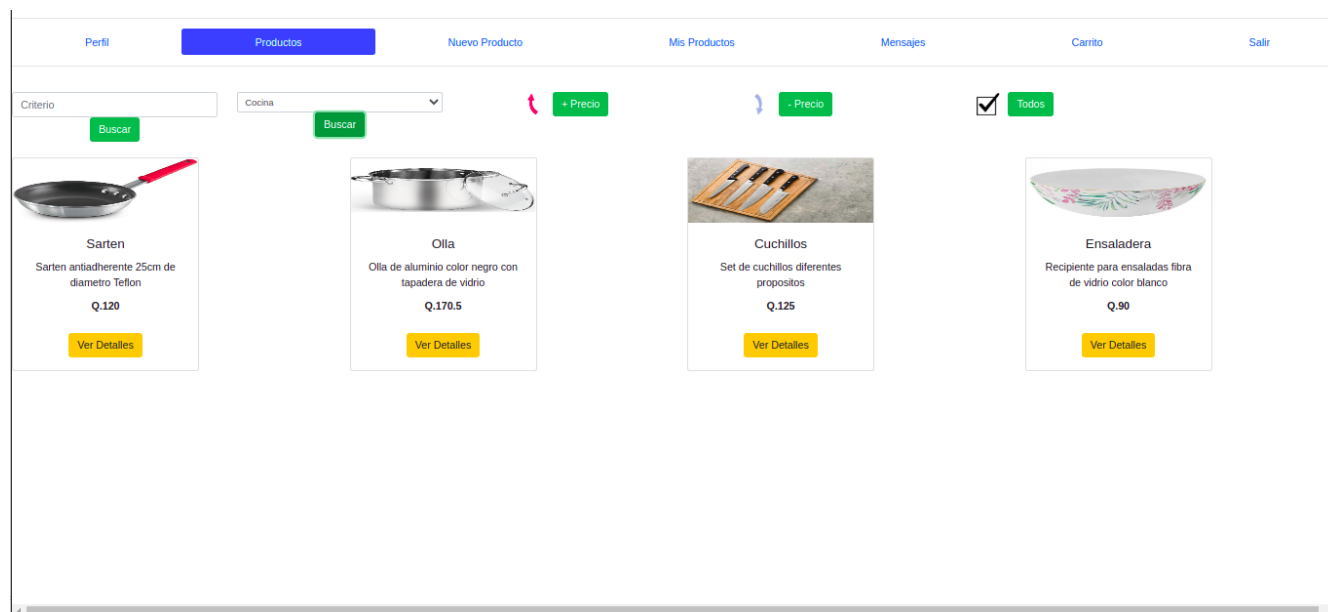 Perfil
Productos
Nuevo Producto
Mis Productos
Mensajes
Carrito
Salir
Criterio
Buscar
Cocina
Buscar
+ Precio
- Precio
Todos
Sarten
Sarten antiadherente 25cm de
diametro Teflon
Q.120
Ver Detalles
Olla
Olla de aluminio color negro con
tapadera de vidrio
Q.170.5
Ver Detalles
Cuchillos
Set de cuchillos diferentes
propositos
Q.125
Ver Detalles
Ensaladera
Recipiente para ensaladas fibra
de vidrio color blanco
Q.90
Ver Detalles